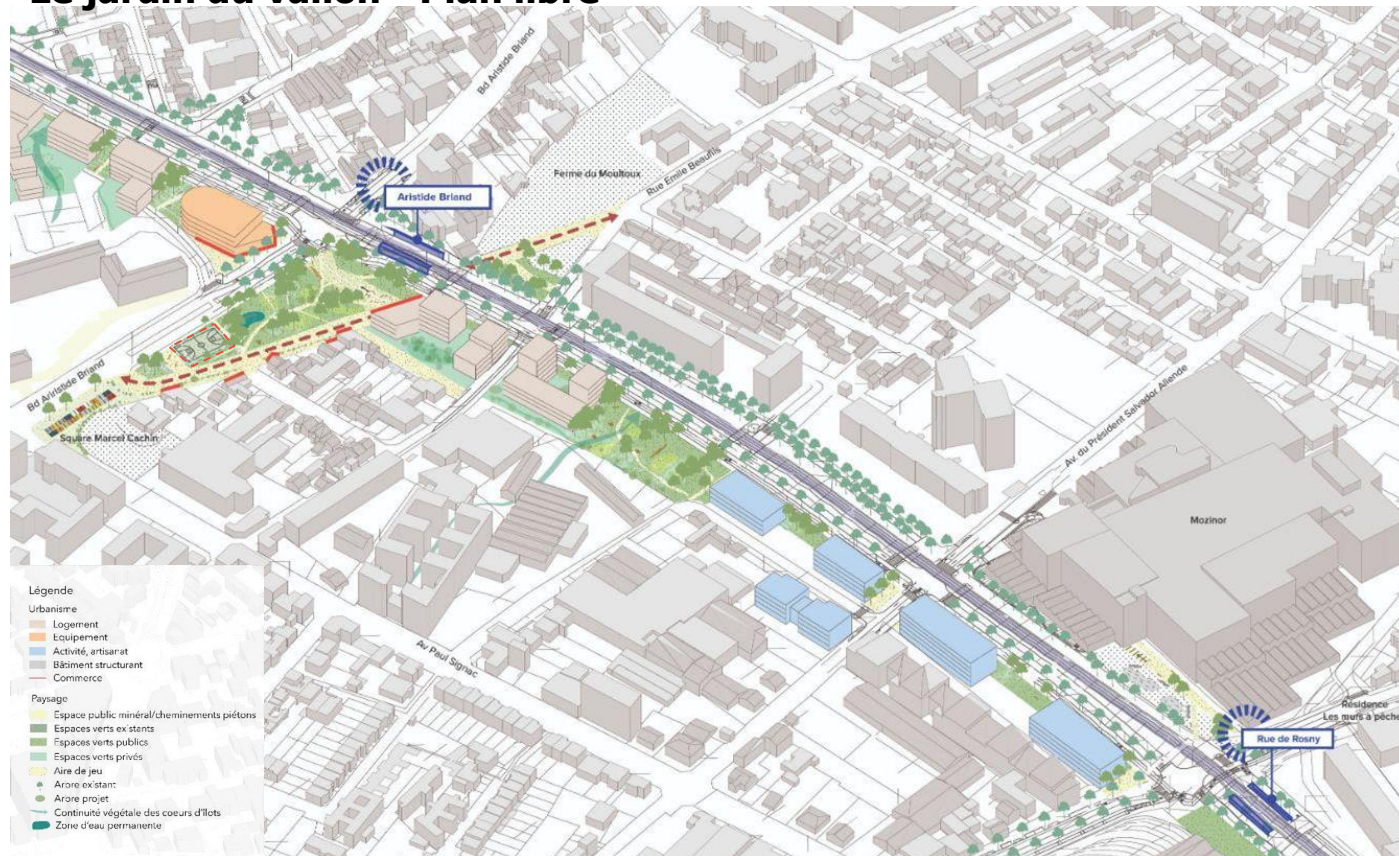 Le jardin du Vallon - Plan libre
Bd Aristide Briand
Ferme du Moultoux
Rue Emile Beaufils
Aristide Briand
Bd Aristide Briand
Square Marcel Cachin
Av. du Président Salvador Allende
Mozinor
Av Paul Signac
Résidence
Les murs à pêche
Rue de Rosny
Légende
Urbanisme
Logement
Equipement
Activité, artisanat
Bâtiment structurant
Commerce
Paysage
Espace public minéral/cheminements piétons
Espaces verts existants
Espaces verts publics
Espaces verts privés
Aire de jeu
Arbre existant
Arbre projet
Continuité végétale des coeurs d'îlots
Zone d'eau permanente